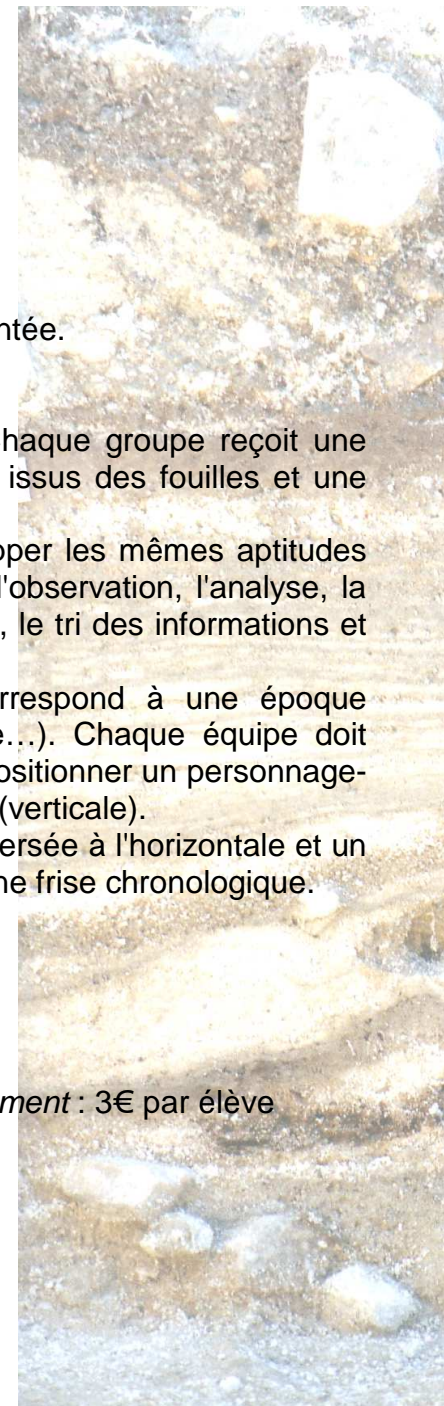 ntée.
haque groupe reçoit une
issus des fouilles et une
oper les mêmes aptitudes
l'observation, l'analyse, la
, le tri des informations et
rrespond à une époque
e…). Chaque équipe doit
ositionner un personnage-
(verticale).
ersée à l'horizontale et un
ne frise chronologique.
ment : 3€ par élève